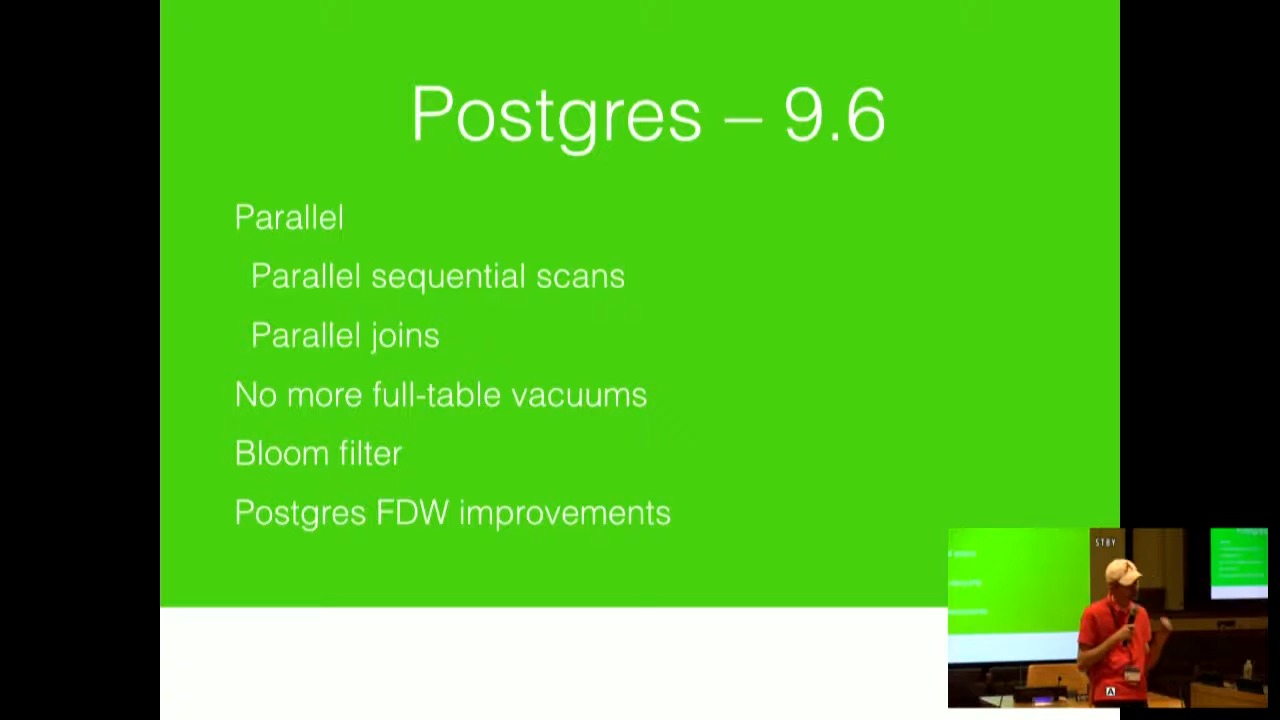 Postgres – 9.6
Parallel
Parallel sequential scans
Parallel joins
No more full-table vacuums
Bloom filter
Postgres FDW improvements
STBY
A